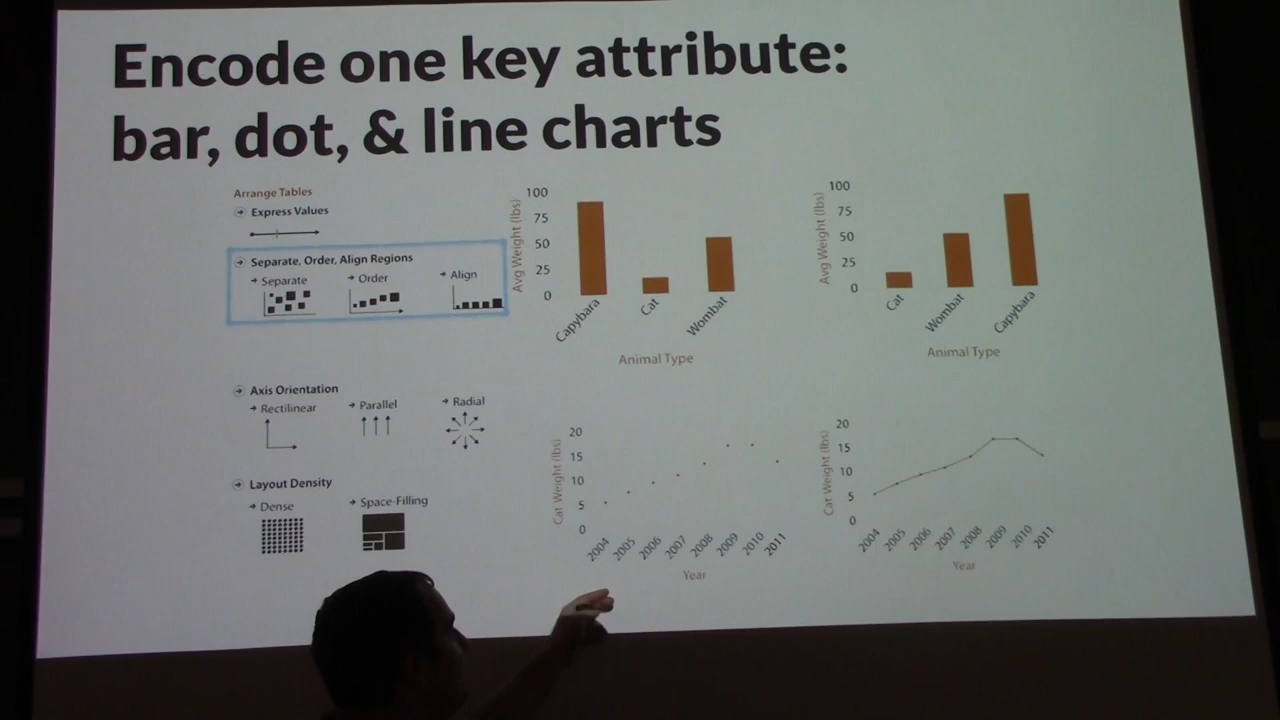 Encode one key attribute:
bar, dot, & line charts
Arrange Tables
Express Values
Separate, Order, Align Regions
Separate
Order
Align
Axis Orientation
Rectilinear
Parallel
Radial
Layout Density
Dense
Space-Filling
Avg Weight (lbs)
100
75
50
25
0
Capybara
Cat
Wombat
Animal Type
Avg Weight (lbs)
100
75
50
25
0
Cat
Wombat
Capybara
Animal Type
Cat Weight (lbs)
20
15
10
5
0
2004
2005
2006
2007
2008
2009
2010
2011
Year
Cat Weight (lbs)
20
15
10
5
0
2004
2005
2006
2007
2008
2009
2010
2011
Year